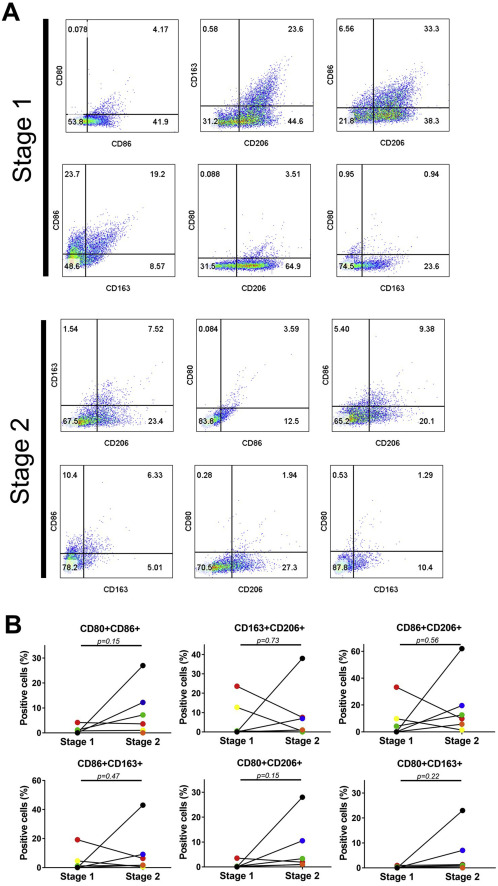 A
Stage 1
0.078 4.17
CD80
53.8 41.9
CD86
0.58 23.6
CD163
31.2 44.6
CD206
6.56 33.3
CD86
21.8 38.3
CD206
23.7 19.2
CD86
48.6 8.57
CD163
0.088 3.51
CD80
31.5 64.9
CD206
0.95 0.94
CD80
74.5 23.6
CD163
Stage 2
1.54 7.52
CD163
67.5 23.4
CD206
0.084 3.59
CD80
83.8 12.5
CD86
5.40 9.38
CD86
65.2 20.1
CD206
10.4 6.33
CD86
78.2 5.01
CD163
0.28 1.94
CD80
70.5 27.3
CD206
0.53 1.29
CD80
87.8 10.4
CD163
B
CD80+CD86+
p=0.15
Positive cells (%)
30
20
10
0
Stage 1 Stage 2
CD163+CD206+
p=0.73
Positive cells (%)
40
30
20
10
0
Stage 1 Stage 2
CD86+CD206+
p=0.56
Positive cells (%)
60
40
20
0
Stage 1 Stage 2
CD86+CD163+
p=0.47
Positive cells (%)
60
40
20
0
Stage 1 Stage 2
CD80+CD206+
p=0.15
Positive cells (%)
30
20
10
0
Stage 1 Stage 2
CD80+CD163+
p=0.22
Positive cells (%)
30
20
10
0
Stage 1 Stage 2